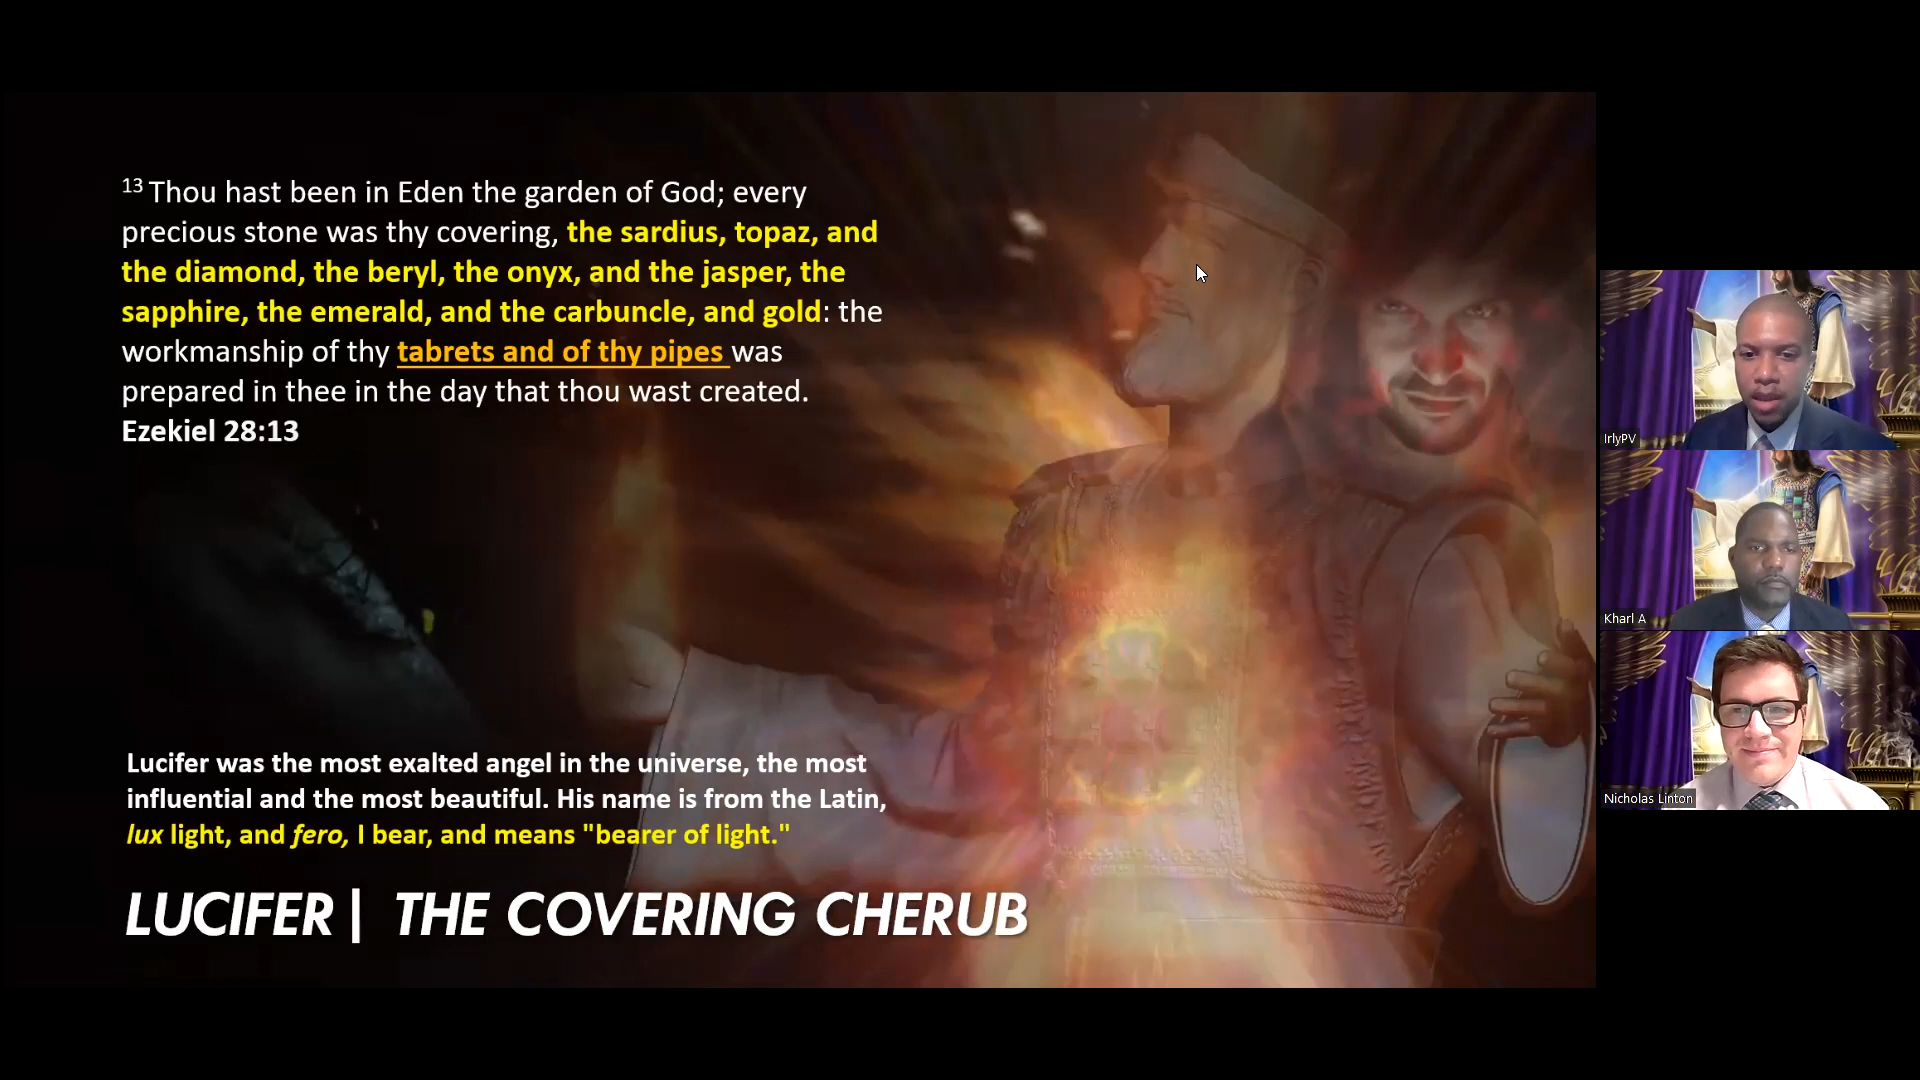 13 Thou hast been in Eden the garden of God; every
precious stone was thy covering, the sardius, topaz, and
the diamond, the beryl, the onyx, and the jasper, the
sapphire, the emerald, and the carbuncle, and gold: the
workmanship of thy tabrets and of thy pipes was
prepared in thee in the day that thou wast created.
Ezekiel 28:13
Lucifer was the most exalted angel in the universe, the most
influential and the most beautiful. His name is from the Latin,
lux light, and fero, I bear, and means "bearer of light."
LUCIFER| THE COVERING CHERUB
IrlyPV
Kharl A
Nicholas Linton